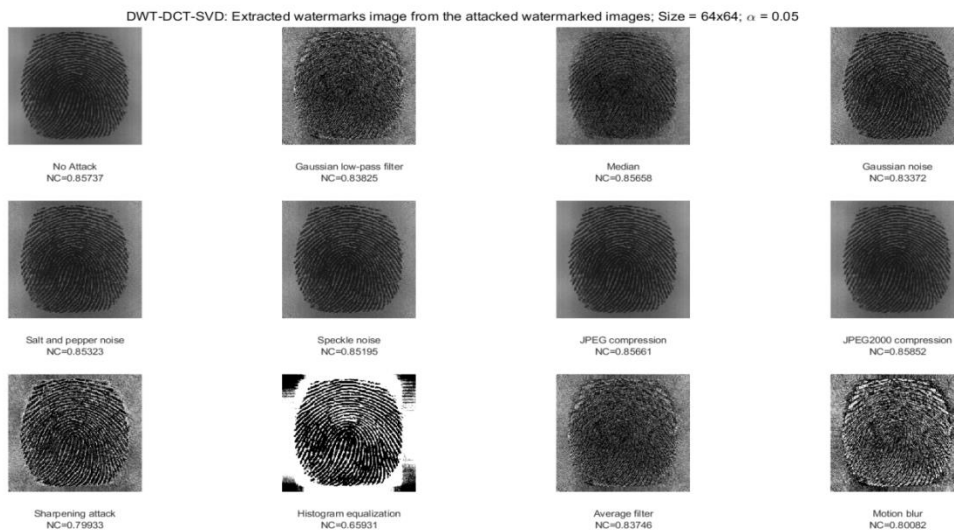 DWT-DCT-SVD: Extracted watermarks image from the attacked watermarked images; Size = 64x64; α = 0.05
No Attack
NC=0.85737
Gaussian low-pass filter
NC=0.83825
Median
NC=0.85658
Gaussian noise
NC=0.83372
Salt and pepper noise
NC=0.85323
Speckle noise
NC=0.85195
JPEG compression
NC=0.85661
JPEG2000 compression
NC=0.85852
Sharpening attack
NC=0.79933
Histogram equalization
NC=0.65931
Average filter
NC=0.83746
Motion blur
NC=0.80082